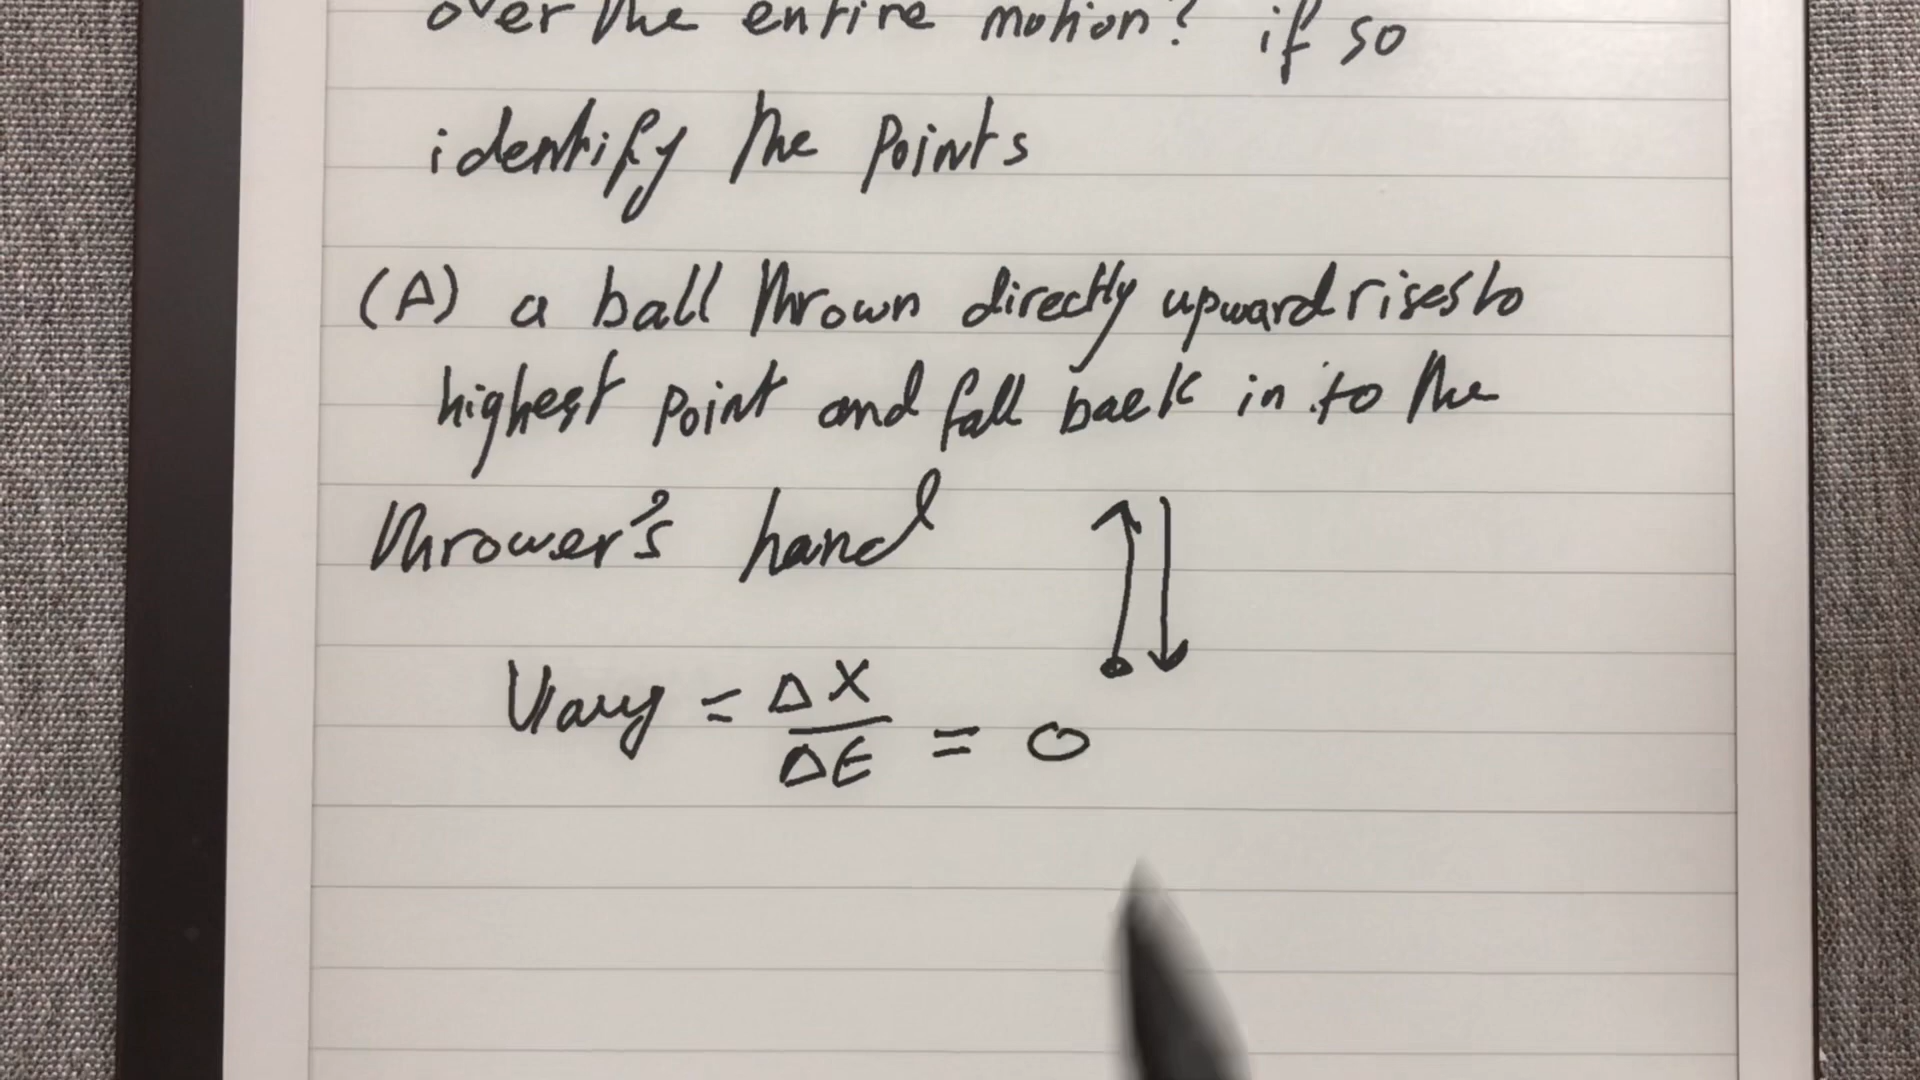 over the entire motion? if so
identify the points
(A) a ball thrown directly upward rises to
highest point and fall back in to the
thrower's hand
Vavg = ΔX
Δt = 0